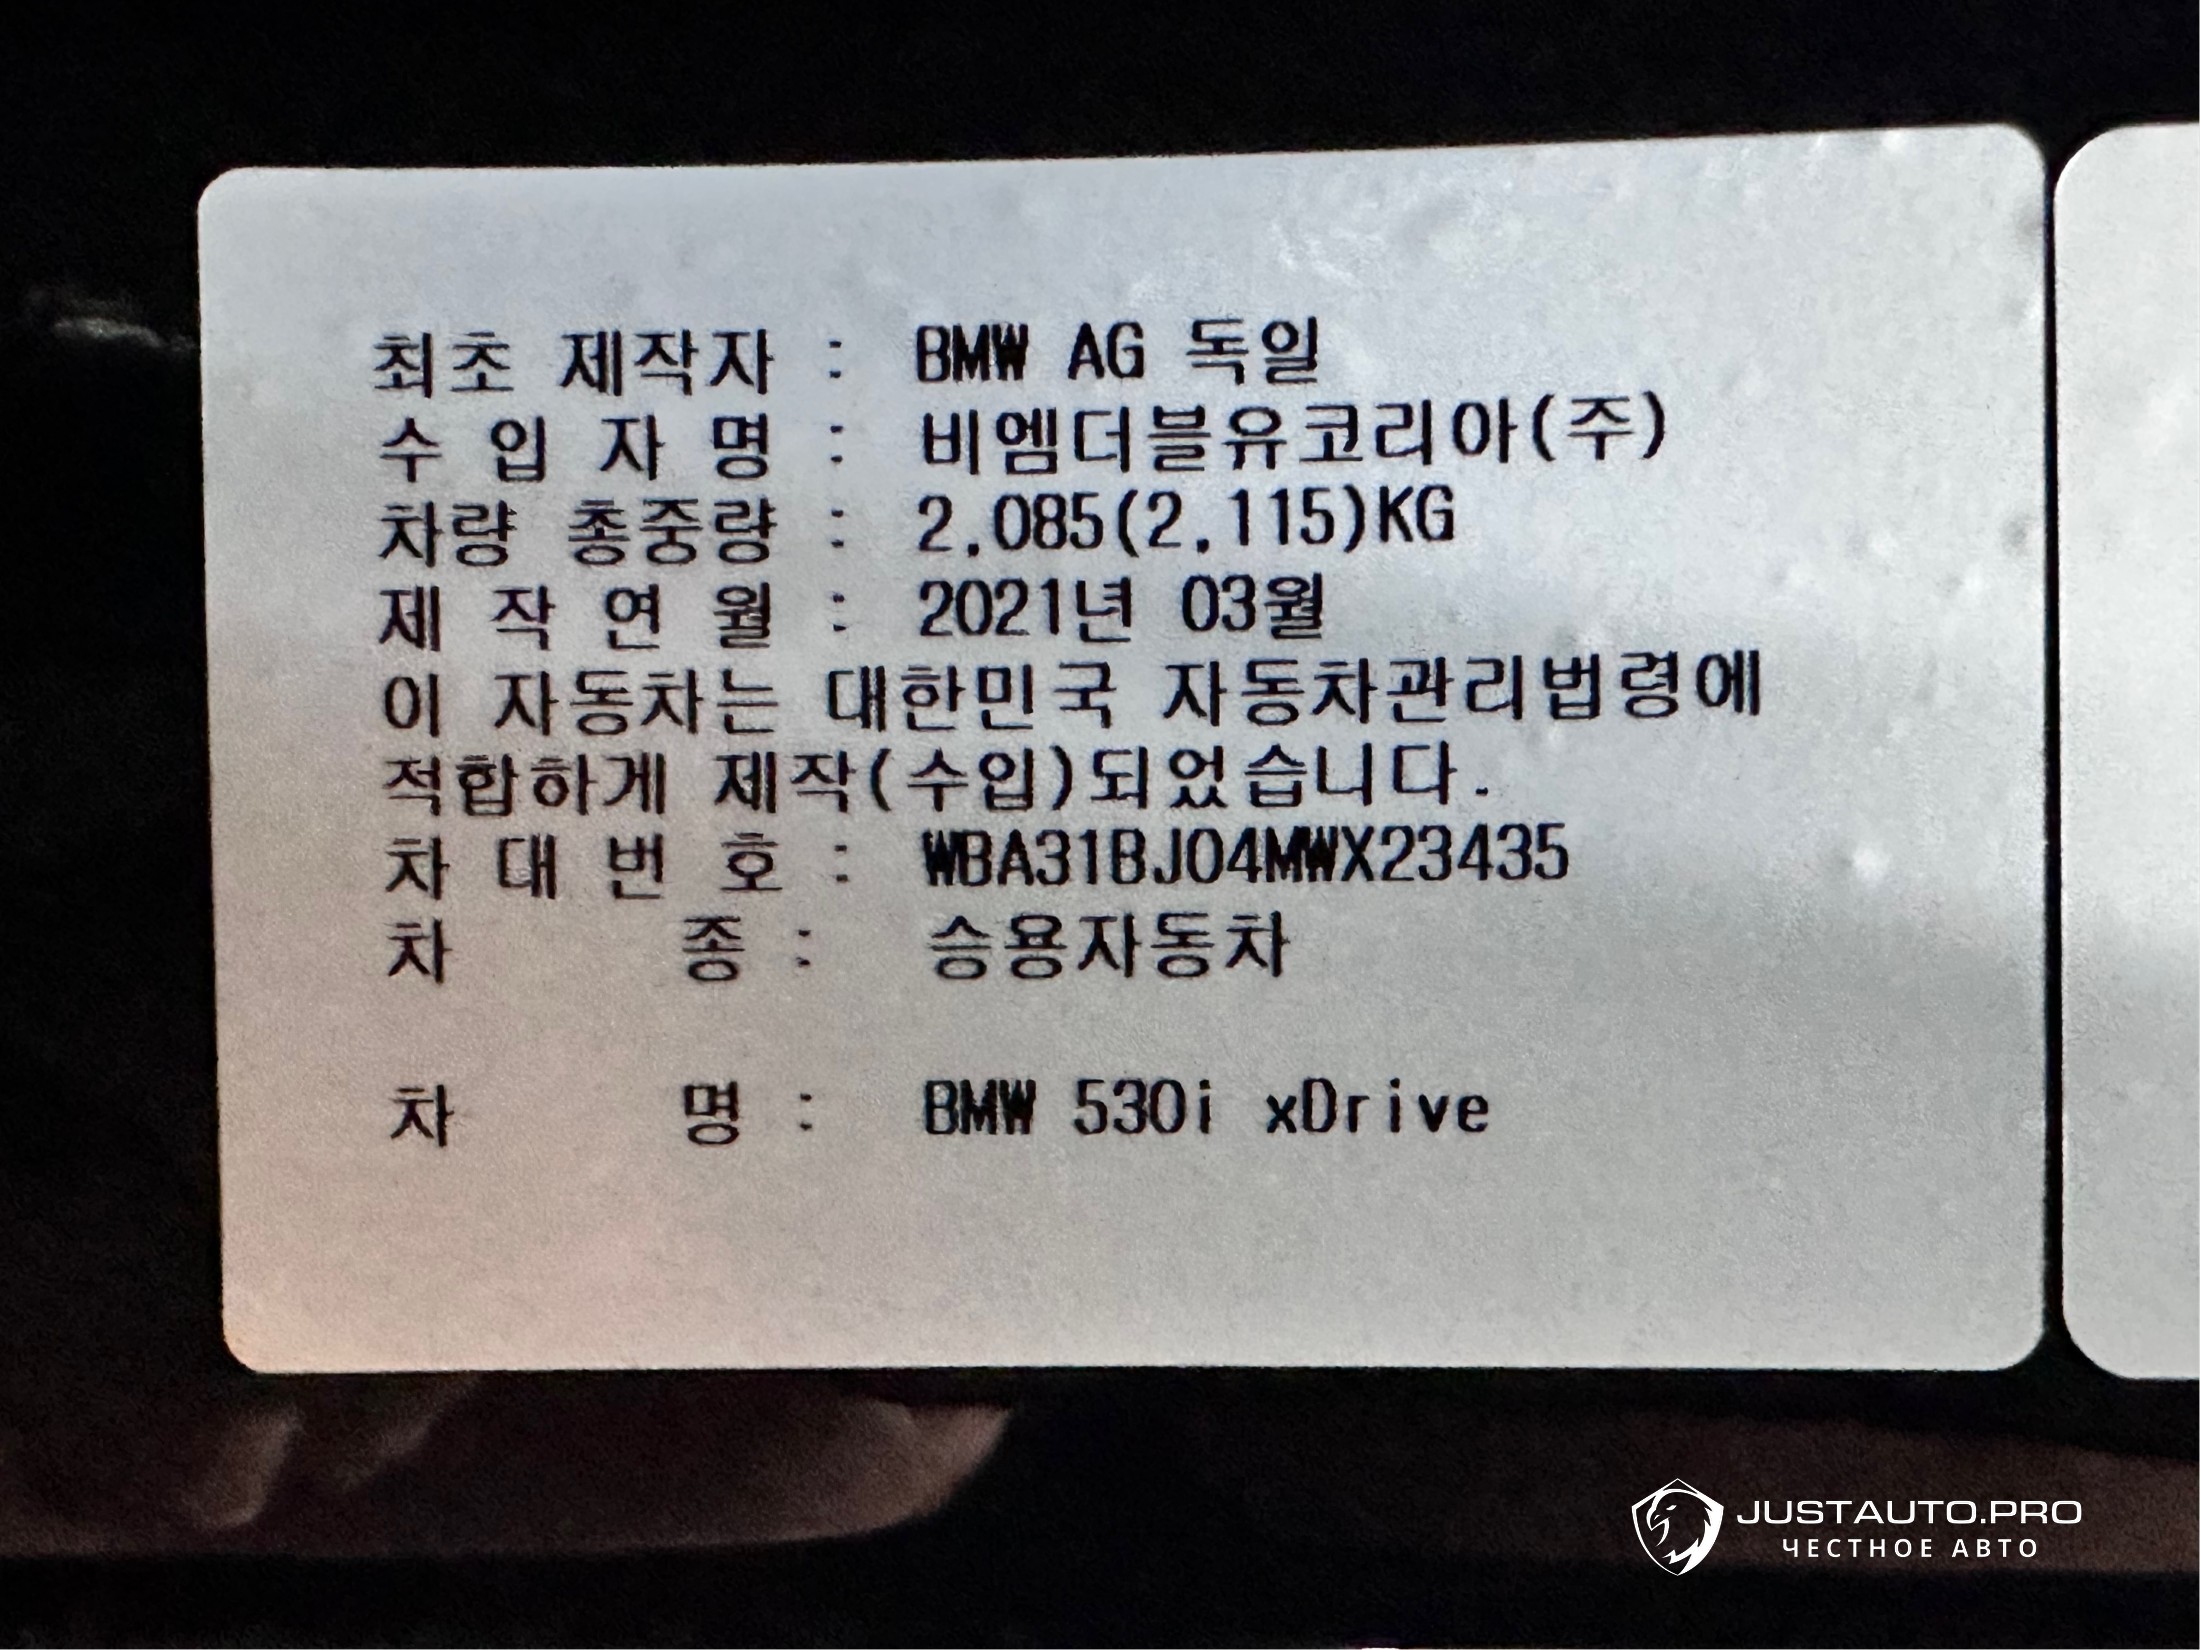 최초 제작자 : BMW AG 독일
수 입 자 명 : 비엠더블유코리아(주)
차량 총중량 : 2.085(2.115)KG
제 작 연 월 : 2021년 03월
이 자동차는 대한민국 자동차관리법령에
적합하게 제작(수입)되었습니다.
차 대 번 호 : WBA31BJ04MWX23435
차 종 : 승용자동차
차 명 : BMW 530i xDrive
JUSTAUTO.PRO
ЧЕСТНОЕ АВТО